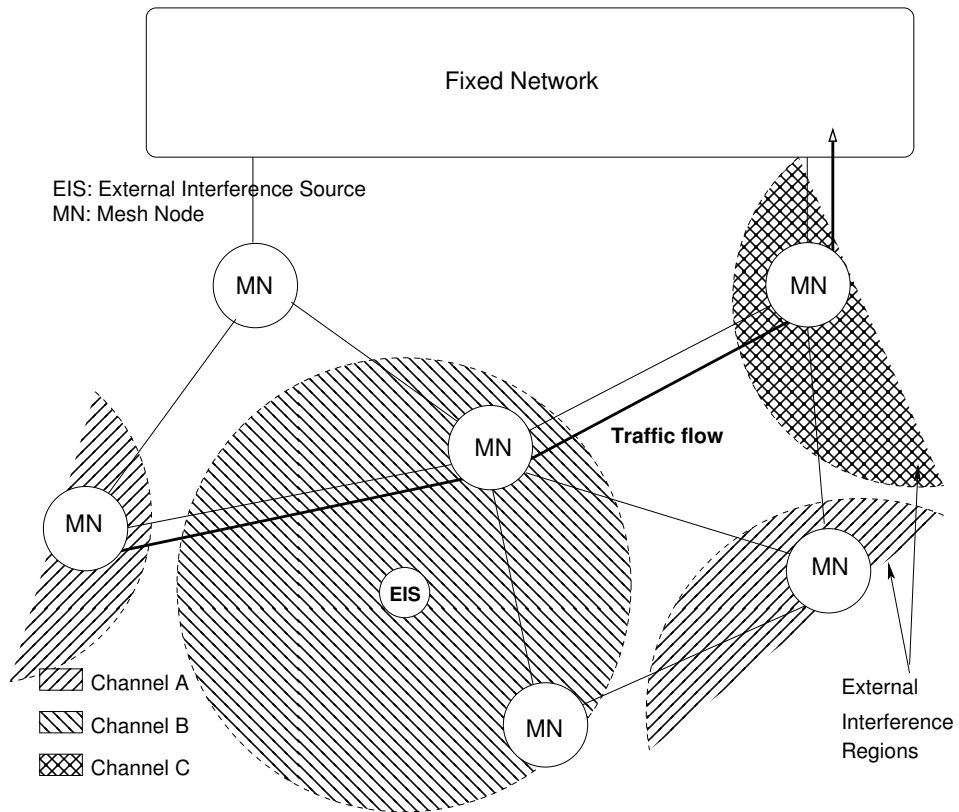 Fixed Network
EIS: External Interference Source
MN: Mesh Node
MN
MN
MN
Traffic flow
MN
MN
EIS
MN
Channel A
Channel B
Channel C
External
Interference
Regions